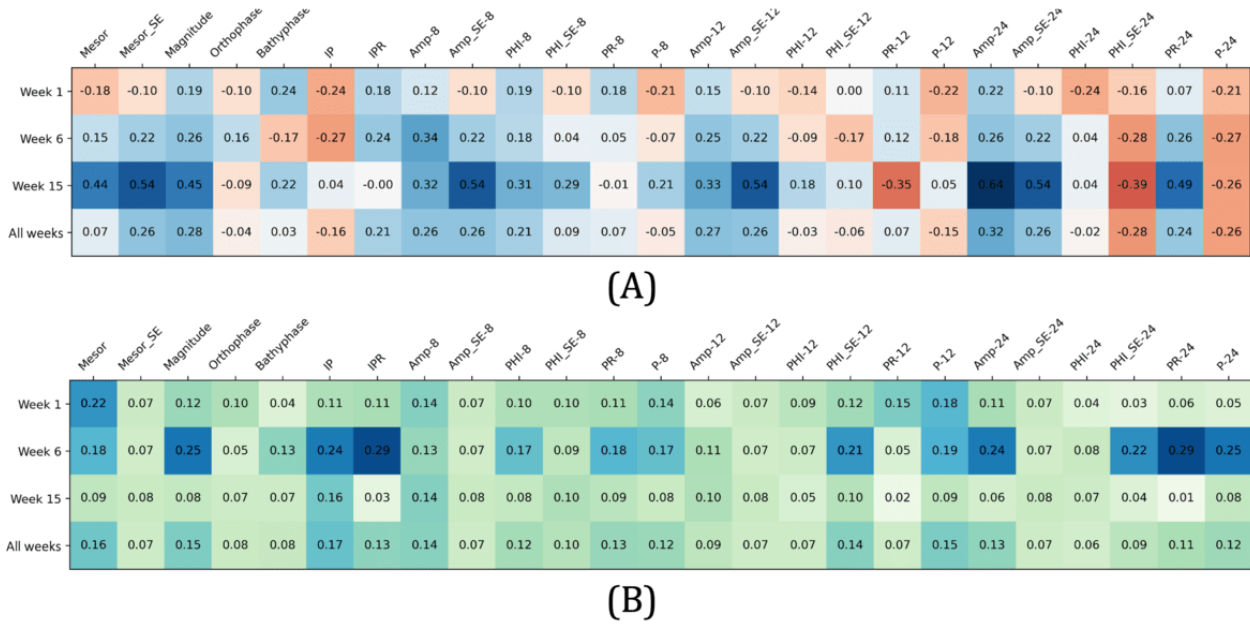 Mesor Mesor_SE Magnitude Orthophase Bathyphase IP IPR Amp-8 Amp_SE-8 PHI-8 PHI_SE-8 PR-8 P-8 Amp-12 Amp_SE-12 PHI-12 PHI_SE-12 PR-12 P-12 Amp-24 Amp_SE-24 PHI-24 PHI_SE-24 PR-24 P-24
Week 1 -0.18 -0.10 0.19 -0.10 0.24 -0.24 0.18 0.12 -0.10 0.19 -0.10 0.18 -0.21 0.15 -0.10 -0.14 0.00 0.11 -0.22 0.22 -0.10 -0.24 -0.16 0.07 -0.21
Week 6 0.15 0.22 0.26 0.16 -0.17 -0.27 0.24 0.34 0.22 0.18 0.04 0.05 -0.07 0.25 0.22 -0.09 -0.17 0.12 -0.18 0.26 0.22 0.04 -0.28 0.26 -0.27
Week 15 0.44 0.54 0.45 -0.09 0.22 0.04 -0.00 0.32 0.54 0.31 0.29 -0.01 0.21 0.33 0.54 0.18 0.10 -0.35 0.05 0.64 0.54 0.04 -0.39 0.49 -0.26
All weeks 0.07 0.26 0.28 -0.04 0.03 -0.16 0.21 0.26 0.26 0.21 0.09 0.07 -0.05 0.27 0.26 -0.03 -0.06 0.07 -0.15 0.32 0.26 -0.02 -0.28 0.24 -0.26
(A)
Mesor Mesor_SE Magnitude Orthophase Bathyphase IP IPR Amp-8 Amp_SE-8 PHI-8 PHI_SE-8 PR-8 P-8 Amp-12 Amp_SE-12 PHI-12 PHI_SE-12 PR-12 P-12 Amp-24 Amp_SE-24 PHI-24 PHI_SE-24 PR-24 P-24
Week 1 0.22 0.07 0.12 0.10 0.04 0.11 0.11 0.14 0.07 0.10 0.10 0.11 0.14 0.06 0.07 0.09 0.12 0.15 0.18 0.11 0.07 0.04 0.03 0.06 0.05
Week 6 0.18 0.07 0.25 0.05 0.13 0.24 0.29 0.13 0.07 0.17 0.09 0.18 0.17 0.11 0.07 0.07 0.21 0.05 0.19 0.24 0.07 0.08 0.22 0.29 0.25
Week 15 0.09 0.08 0.08 0.07 0.07 0.16 0.03 0.14 0.08 0.08 0.10 0.09 0.08 0.10 0.08 0.05 0.10 0.02 0.09 0.06 0.08 0.07 0.04 0.01 0.08
All weeks 0.16 0.07 0.15 0.08 0.08 0.17 0.13 0.14 0.07 0.12 0.10 0.13 0.12 0.09 0.07 0.07 0.14 0.07 0.15 0.13 0.07 0.06 0.09 0.11 0.12
(B)